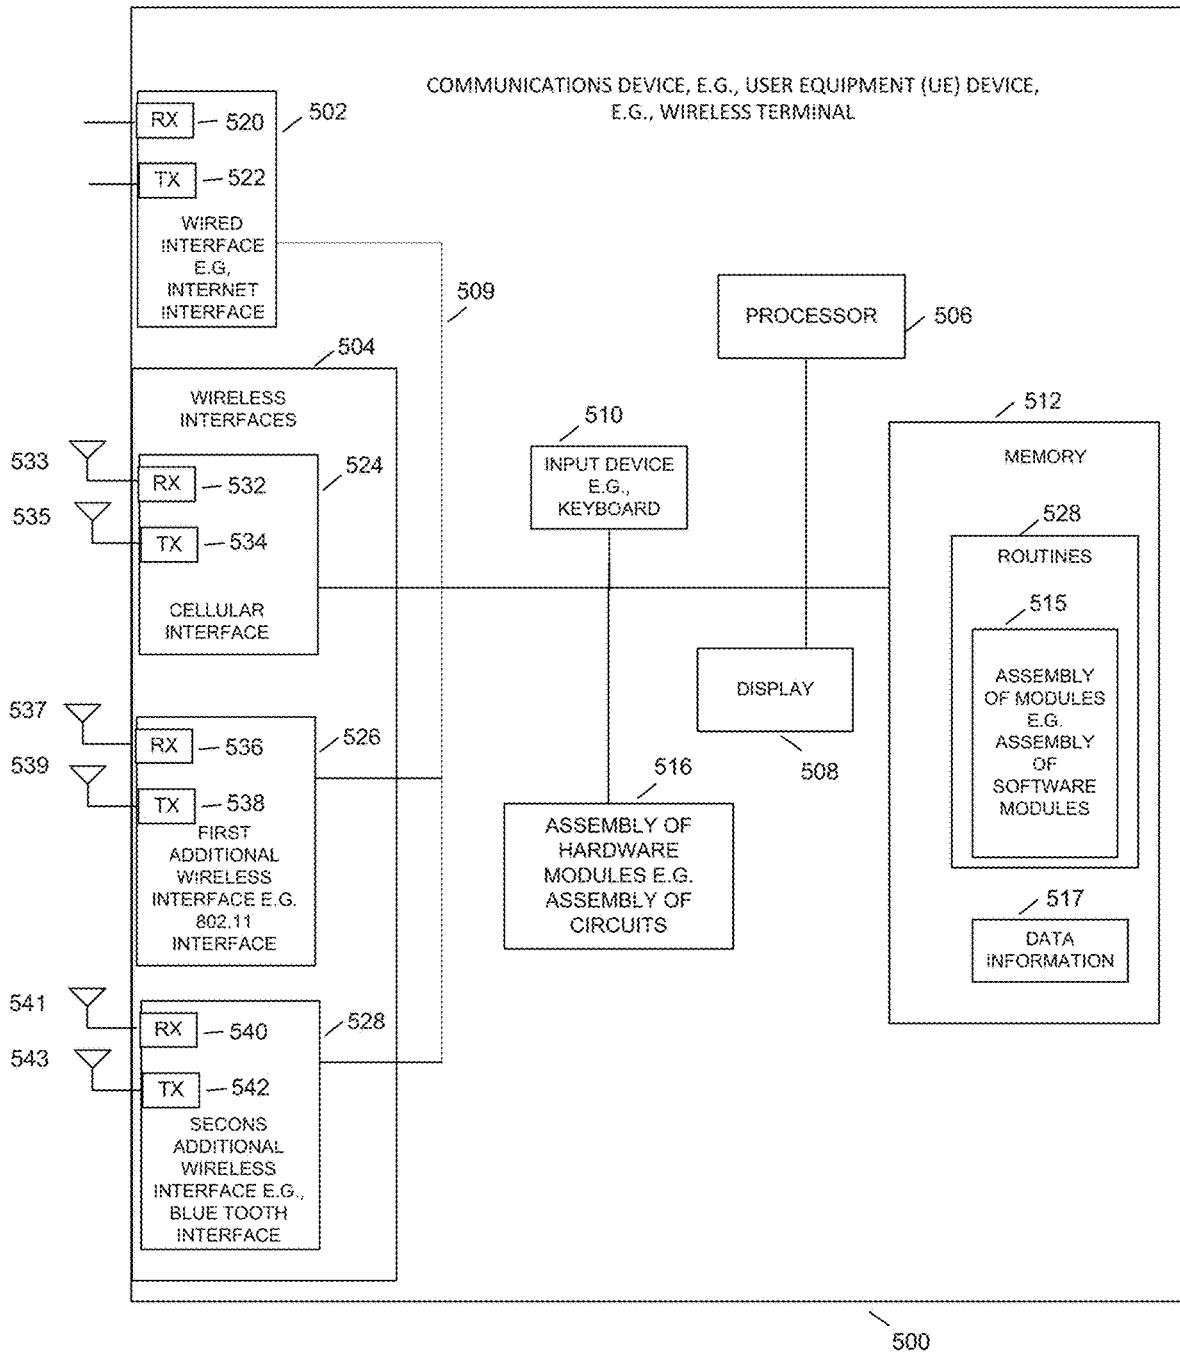 COMMUNICATIONS DEVICE, E.G., USER EQUIPMENT (UE) DEVICE,
E.G., WIRELESS TERMINAL
RX
520
502
TX
522
WIRED
INTERFACE
E.G,
INTERNET
INTERFACE
509
504
WIRELESS
INTERFACES
533
RX
532
524
535
TX
534
CELLULAR
INTERFACE
537
RX
536
526
539
TX
538
FIRST
ADDITIONAL
WIRELESS
INTERFACE E.G.
802.11
INTERFACE
541
RX
540
528
543
TX
542
SECONS
ADDITIONAL
WIRELESS
INTERFACE E.G.,
BLUE TOOTH
INTERFACE
PROCESSOR
506
510
INPUT DEVICE
E.G.,
KEYBOARD
DISPLAY
508
516
ASSEMBLY OF
HARDWARE
MODULES E.G.
ASSEMBLY OF
CIRCUITS
512
MEMORY
528
ROUTINES
515
ASSEMBLY
OF MODULES
E.G.
ASSEMBLY
OF
SOFTWARE
MODULES
517
DATA
INFORMATION
500